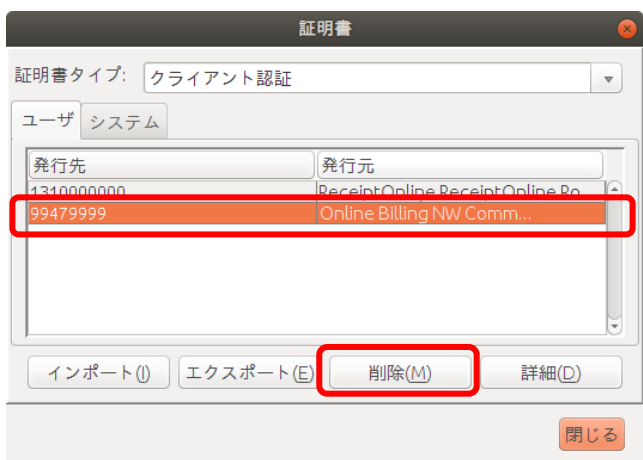 証明書
証明書タイプ: クライアント認証
ユーザ システム
発行先 発行元
1310000000 ReceiptOnline ReceiptOnline Ro...
99479999 Online Billing NW Comm...
インポート(I) エクスポート(E) 削除(M) 詳細(D)
閉じる